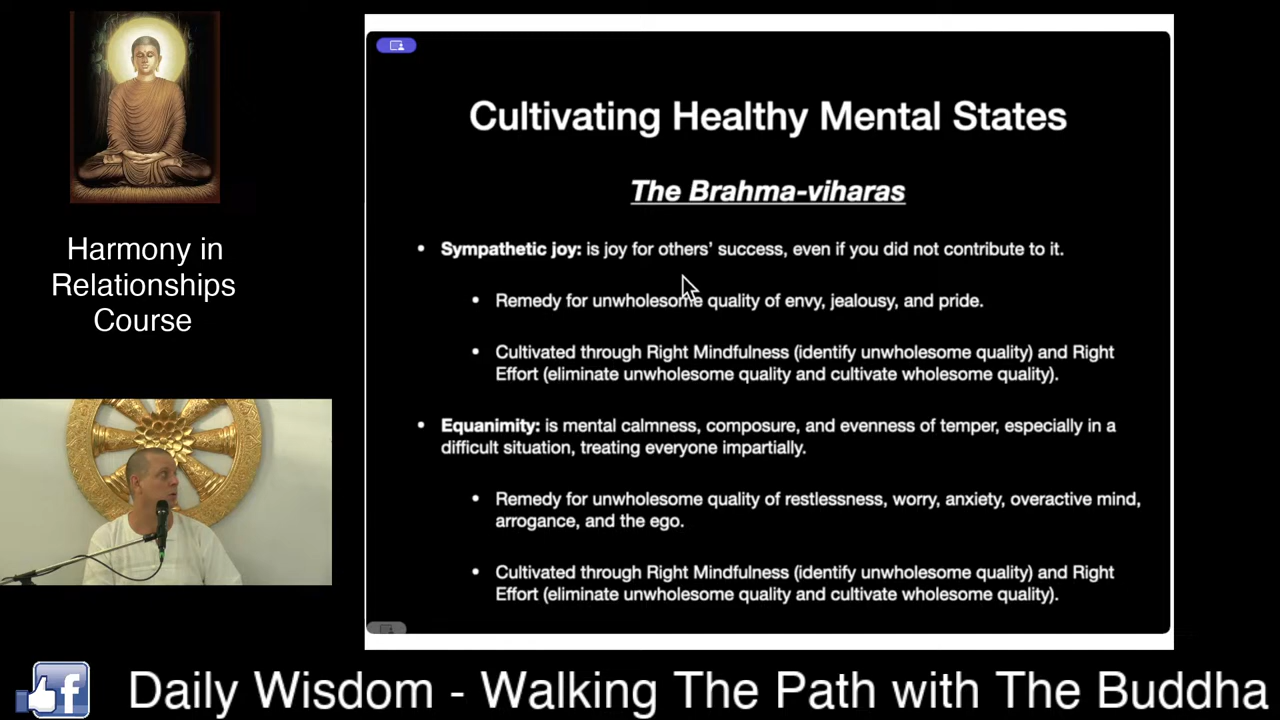 Harmony in
Relationships
Course
Cultivating Healthy Mental States
The Brahma-viharas
• Sympathetic joy: is joy for others' success, even if you did not contribute to it.
• Remedy for unwholesome quality of envy, jealousy, and pride.
• Cultivated through Right Mindfulness (identify unwholesome quality) and Right
Effort (eliminate unwholesome quality and cultivate wholesome quality).
• Equanimity: is mental calmness, composure, and evenness of temper, especially in a
difficult situation, treating everyone impartially.
• Remedy for unwholesome quality of restlessness, worry, anxiety, overactive mind,
arrogance, and the ego.
• Cultivated through Right Mindfulness (identify unwholesome quality) and Right
Effort (eliminate unwholesome quality and cultivate wholesome quality).
f Daily Wisdom - Walking The Path with The Buddha